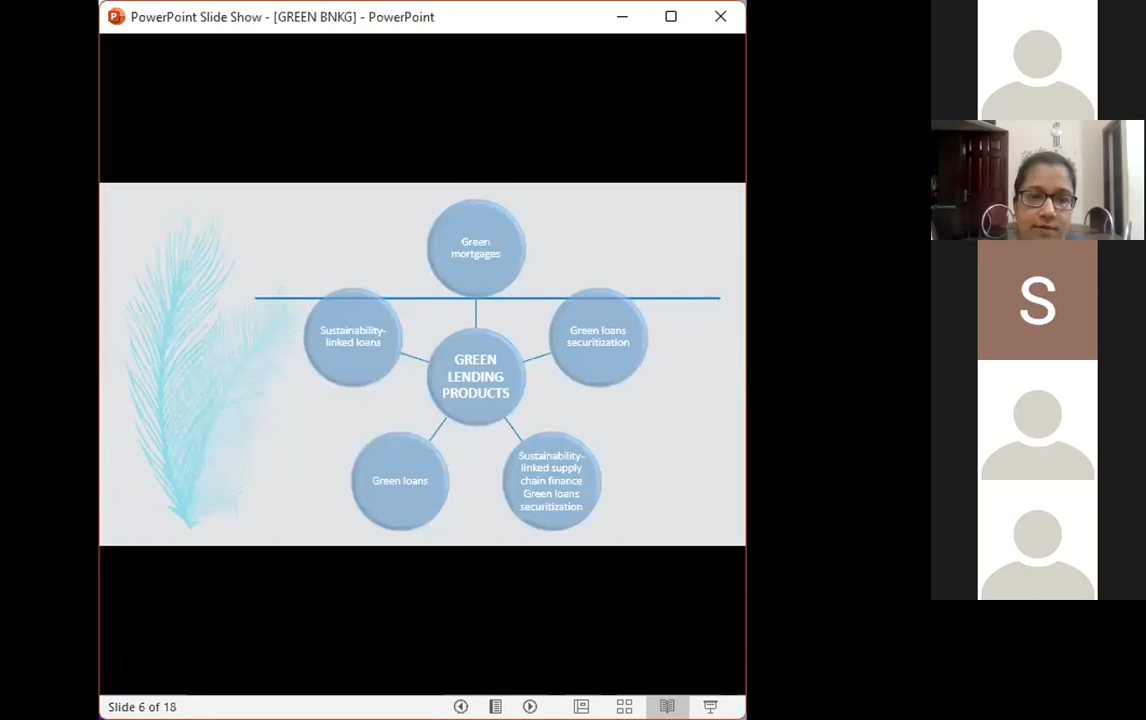 PowerPoint Slide Show - [GREEN BNKG] - PowerPoint
Green
mortgages
Sustainability-
linked loans
Green loans
securitization
GREEN
LENDING
PRODUCTS
Green loans
Sustainability-
linked supply
chain finance
Green loans
securitization
S
Slide 6 of 18